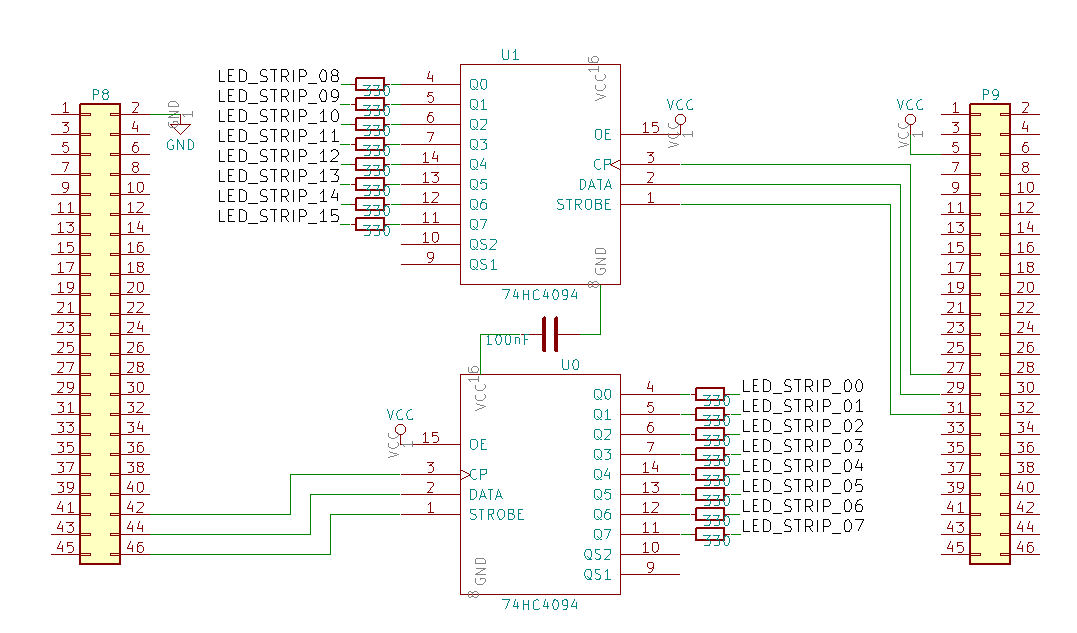 P8
1 2
3 4
5 6
7 8
9 10
11 12
13 14
15 16
17 18
19 20
21 22
23 24
25 26
27 28
29 30
31 32
33 34
35 36
37 38
39 40
41 42
43 44
45 46
GND
1
GND
U1
LED_STRIP_08 330 4 Q0
LED_STRIP_09 330 5 Q1
LED_STRIP_10 330 6 Q2
LED_STRIP_11 330 7 Q3
LED_STRIP_12 330 14 Q4
LED_STRIP_13 330 13 Q5
LED_STRIP_14 330 12 Q6
LED_STRIP_15 330 11 Q7
10 QS2
9 QS1
VCC 16
OE 15
CP 3
DATA 2
STROBE 1
GND 8
74HC4094
VCC
VCC 1
100nF
U0
VCC 16
VCC
VCC 1
15 OE
3 CP
2 DATA
1 STROBE
GND 8
Q0 4 330 LED_STRIP_00
Q1 5 330 LED_STRIP_01
Q2 6 330 LED_STRIP_02
Q3 7 330 LED_STRIP_03
Q4 14 330 LED_STRIP_04
Q5 13 330 LED_STRIP_05
Q6 12 330 LED_STRIP_06
Q7 11 330 LED_STRIP_07
QS2 10
QS1 9
74HC4094
VCC
VCC 1
P9
1 2
3 4
5 6
7 8
9 10
11 12
13 14
15 16
17 18
19 20
21 22
23 24
25 26
27 28
29 30
31 32
33 34
35 36
37 38
39 40
41 42
43 44
45 46